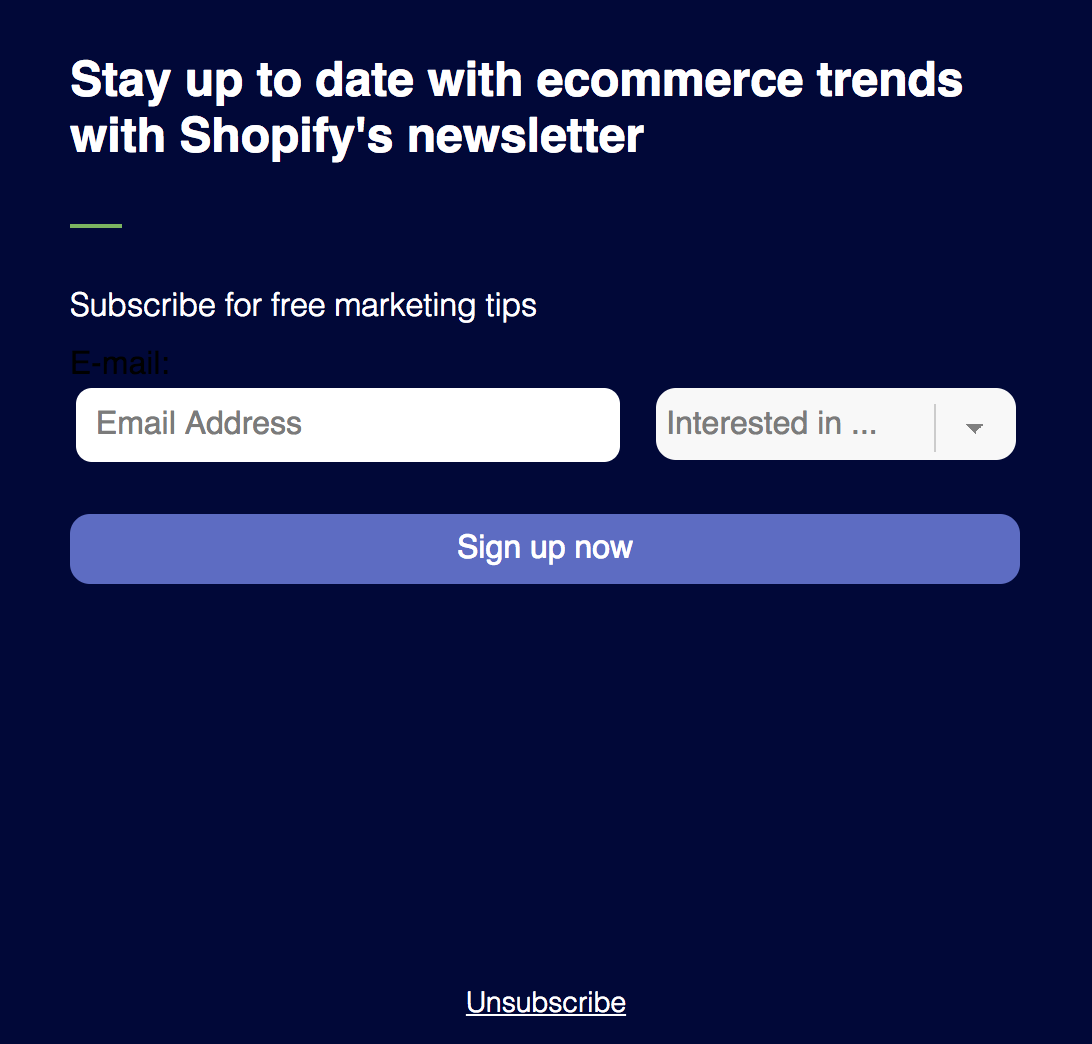 Stay up to date with ecommerce trends
with Shopify's newsletter
Subscribe for free marketing tips
E-mail:
Email Address
Interested in ...
Sign up now
Unsubscribe